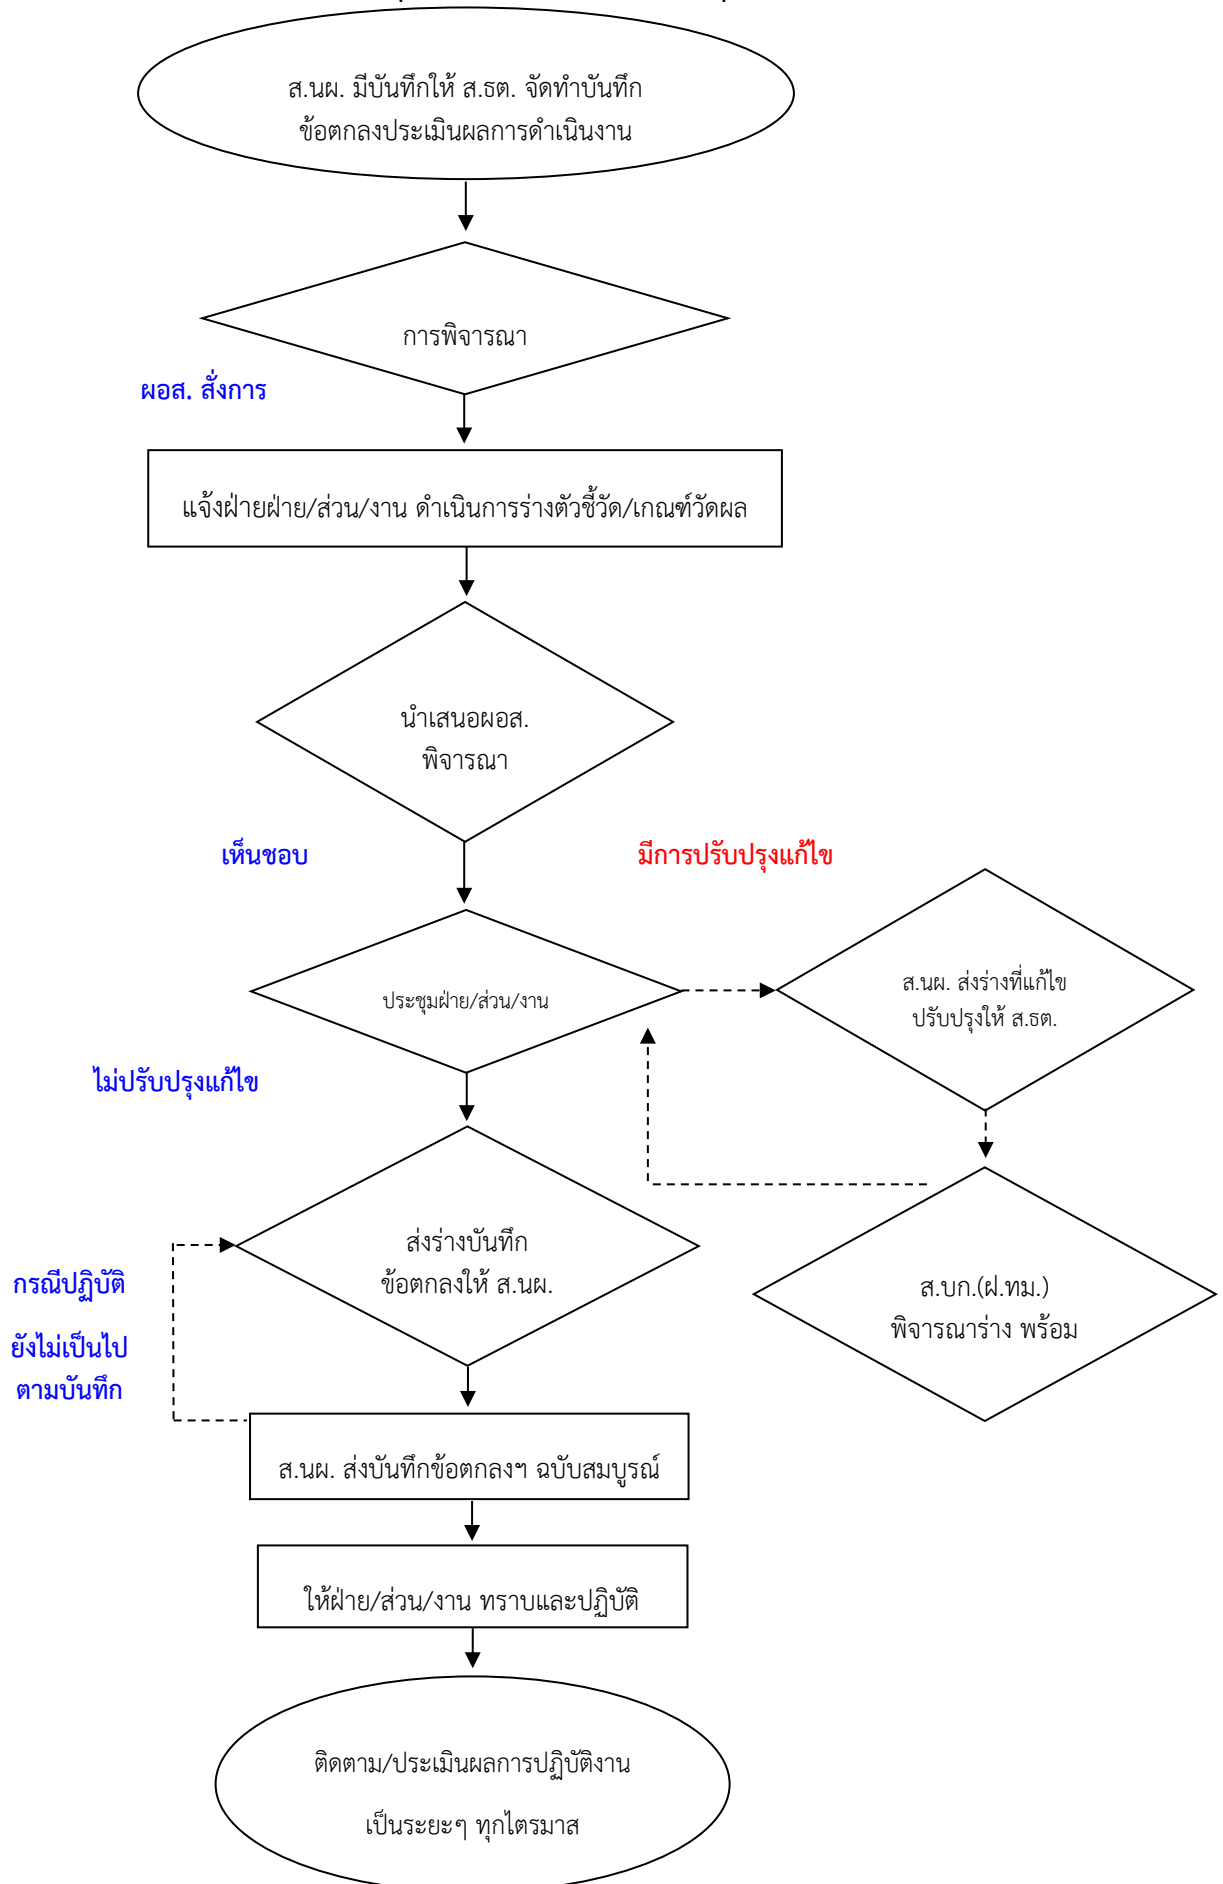 ส.นผ. มีบันทึกให้ ส.ธต. จัดทำบันทึก
ข้อตกลงประเมินผลการดำเนินงาน
การพิจารณา
ผอส. สั่งการ
แจ้งฝ่ายฝ่าย/ส่วน/งาน ดำเนินการร่างตัวชี้วัด/เกณฑ์วัดผล
นำเสนอผอส.
พิจารณา
เห็นชอบ
มีการปรับปรุงแก้ไข
ประชุมฝ่าย/ส่วน/งาน
ส.นผ. ส่งร่างที่แก้ไข
ปรับปรุงให้ ส.ธต.
ไม่ปรับปรุงแก้ไข
ส่งร่างบันทึก
ข้อตกลงให้ ส.นผ.
ส.บก.(ฝ.ทม.)
พิจารณาร่าง พร้อม
กรณีปฏิบัติ
ยังไม่เป็นไป
ตามบันทึก
ส.นผ. ส่งบันทึกข้อตกลงฯ ฉบับสมบูรณ์
ให้ฝ่าย/ส่วน/งาน ทราบและปฏิบัติ
ติดตาม/ประเมินผลการปฏิบัติงาน
เป็นระยะๆ ทุกไตรมาส